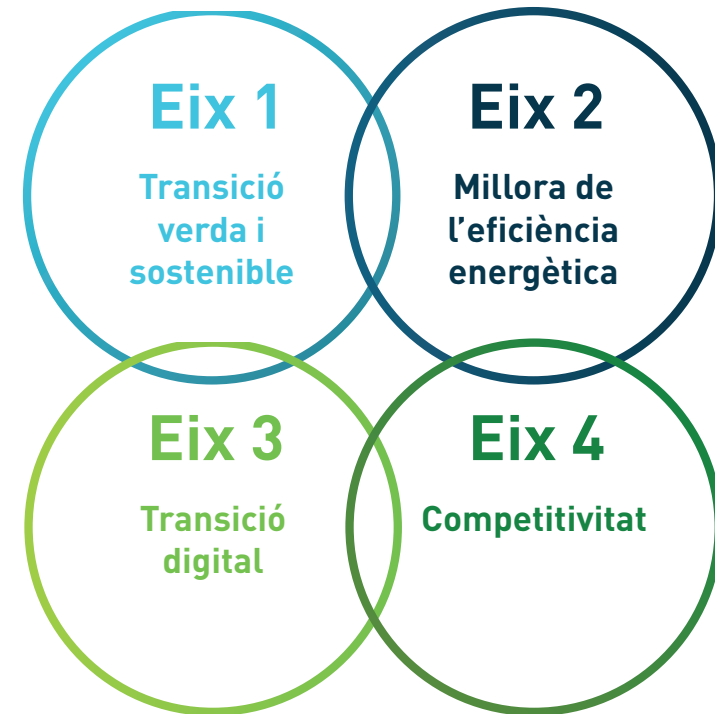 Eix 1
Transició
verda i
sostenible
Eix 2
Millora de
l’eficiència
energètica
Eix 3
Transició
digital
Eix 4
Competitivitat